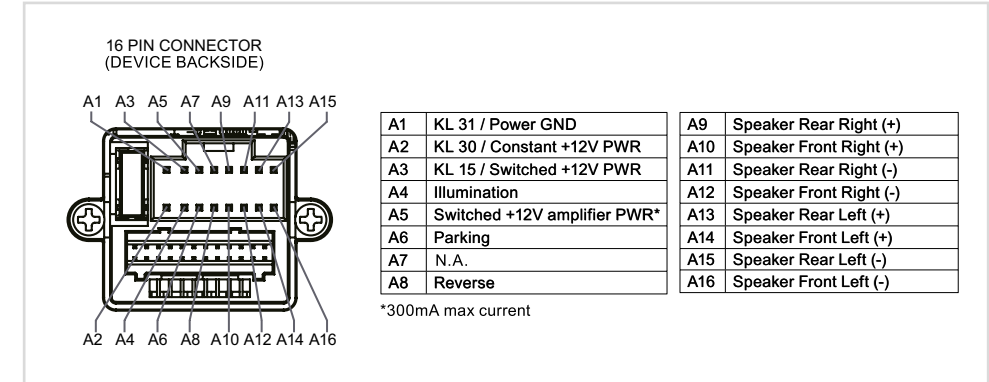 16 PIN CONNECTOR
(DEVICE BACKSIDE)
A1 A3 A5 A7 A9 A11 A13 A15
A2 A4 A6 A8 A10 A12 A14 A16
A1 KL 31 / Power GND
A2 KL 30 / Constant +12V PWR
A3 KL 15 / Switched +12V PWR
A4 Illumination
A5 Switched +12V amplifier PWR*
A6 Parking
A7 N.A.
A8 Reverse
*300mA max current
A9 Speaker Rear Right (+)
A10 Speaker Front Right (+)
A11 Speaker Rear Right (-)
A12 Speaker Front Right (-)
A13 Speaker Rear Left (+)
A14 Speaker Front Left (+)
A15 Speaker Rear Left (-)
A16 Speaker Front Left (-)